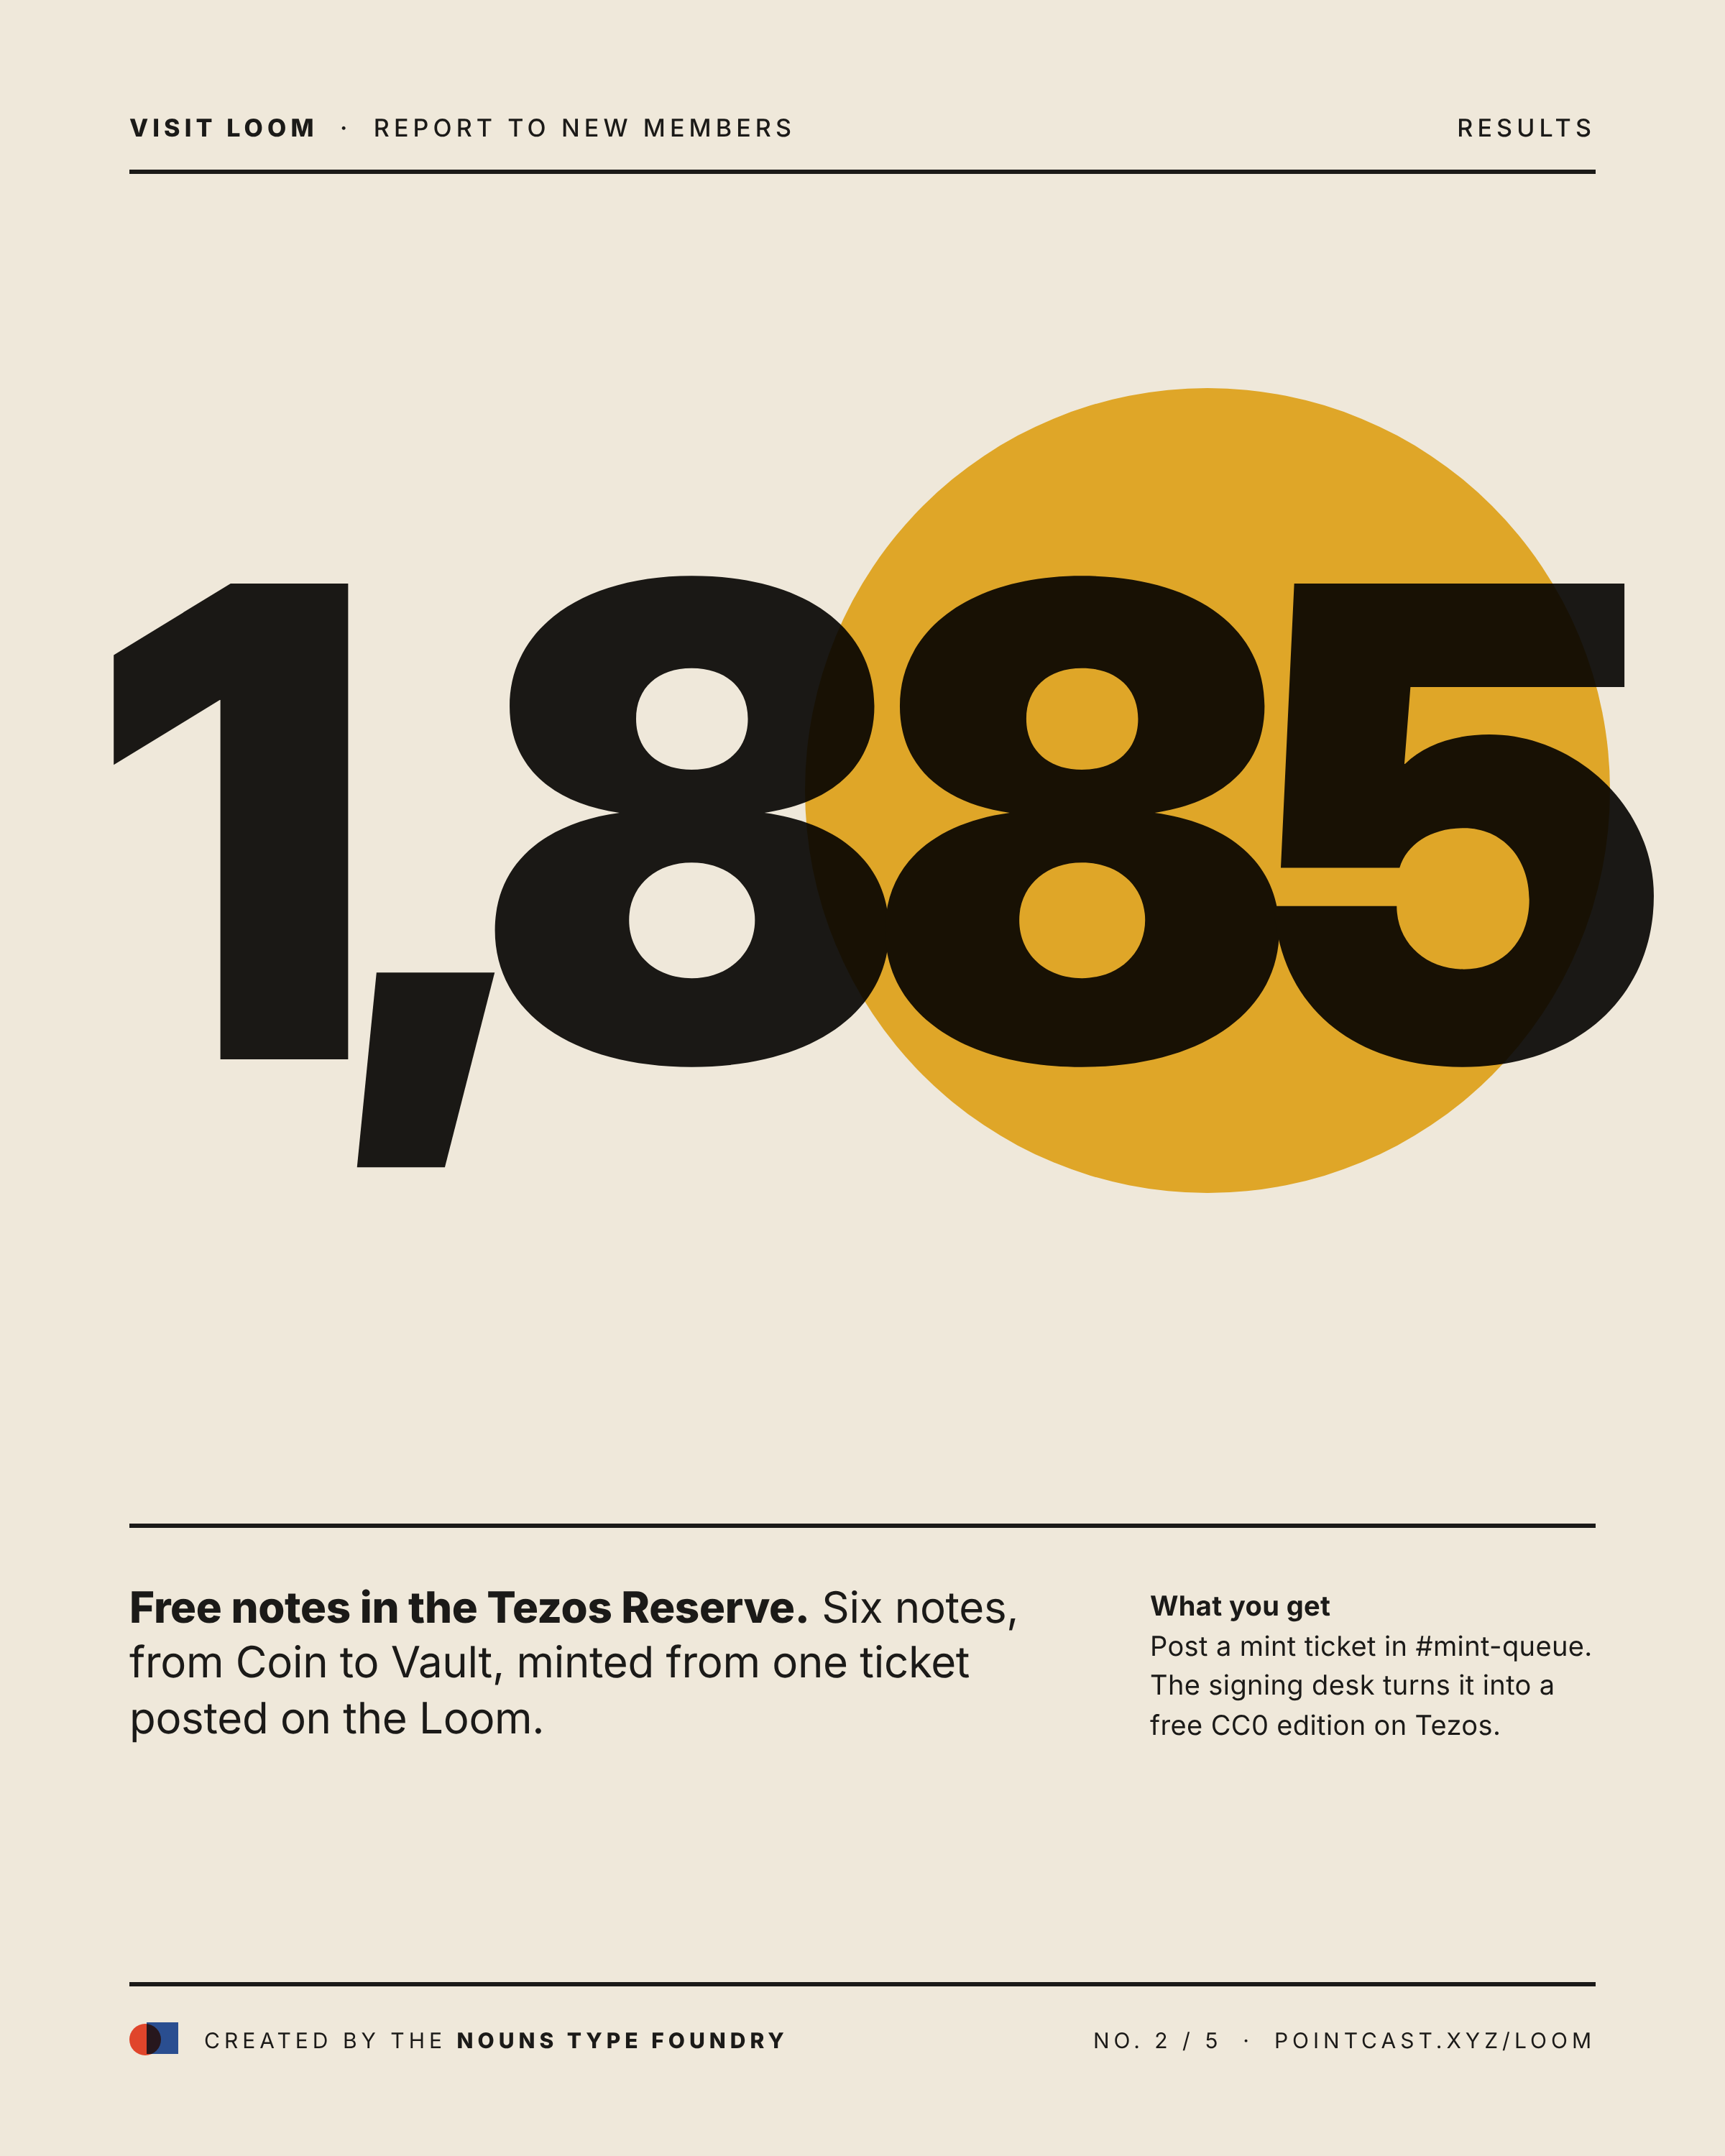 VISIT LOOM · REPORT TO NEW MEMBERS
RESULTS
1,885
Free notes in the Tezos Reserve. Six notes,
from Coin to Vault, minted from one ticket
posted on the Loom.
What you get
Post a mint ticket in #mint-queue.
The signing desk turns it into a
free CC0 edition on Tezos.
CREATED BY THE NOUNS TYPE FOUNDRY
NO. 2 / 5 · POINTCAST.XYZ/LOOM